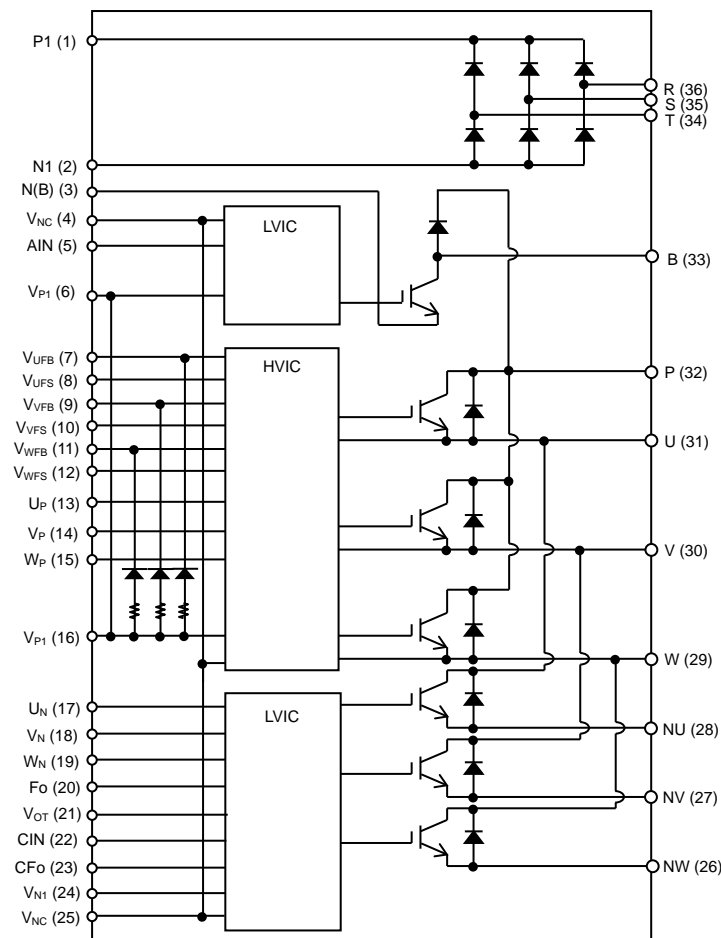 P1 (1)
R (36)
S (35)
T (34)
N1 (2)
N(B) (3)
VNC (4)
LVIC
AIN (5)
B (33)
VP1 (6)
VUFB (7)
HVIC
P (32)
VUFS (8)
VVFB (9)
VVFS (10)
U (31)
VWFB (11)
VWFS (12)
UP (13)
VP (14)
V (30)
WP (15)
VP1 (16)
W (29)
UN (17)
LVIC
NU (28)
VN (18)
WN (19)
Fo (20)
NV (27)
VOT (21)
CIN (22)
CFo (23)
NW (26)
VN1 (24)
VNC (25)